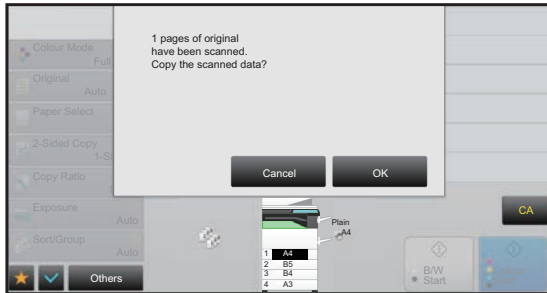 1 pages of original
have been scanned.
Copy the scanned data?
Cancel
OK
Colour Mode
Full
Original
Auto
Paper Select
2-Sided Copy
1-Si
Copy Ratio
Exposure
Auto
Sort/Group
Auto
Others
Plain
A4
1 A4
2 B5
3 B4
4 A3
CA
B/W
Start